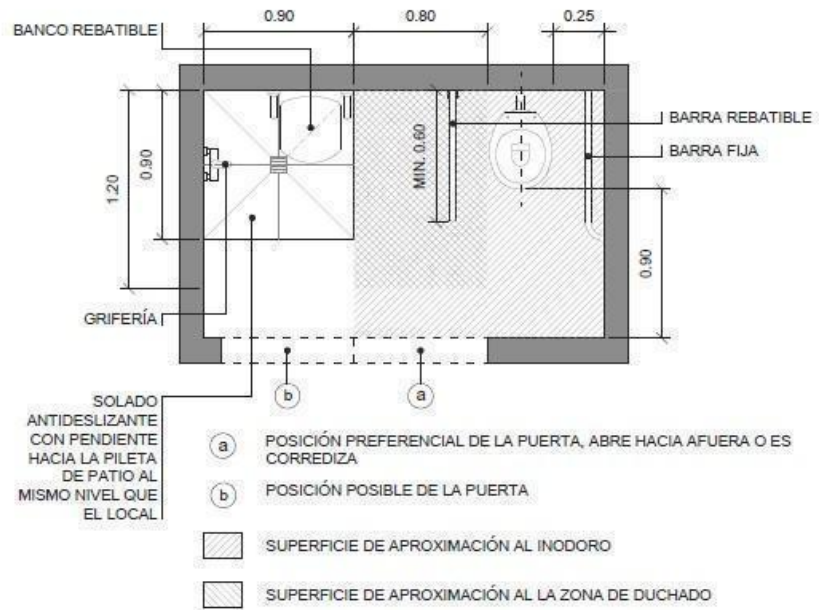 0.90
0.80
0.25
BANCO REBATIBLE
1.20
0.90
MIN. 0.60
BARRA REBATIBLE
BARRA FIJA
0.90
GRIFERÍA
SOLADO
ANTIDESLIZANTE
CON PENDIENTE
HACIA LA PILETA
DE PATIO AL
MISMO NIVEL QUE
EL LOCAL
b
a
a
POSICIÓN PREFERENCIAL DE LA PUERTA, ABRE HACIA AFUERA O ES
CORREDIZA
b
POSICIÓN POSIBLE DE LA PUERTA
SUPERFICIE DE APROXIMACIÓN AL INODORO
SUPERFICIE DE APROXIMACIÓN AL LA ZONA DE DUCHADO